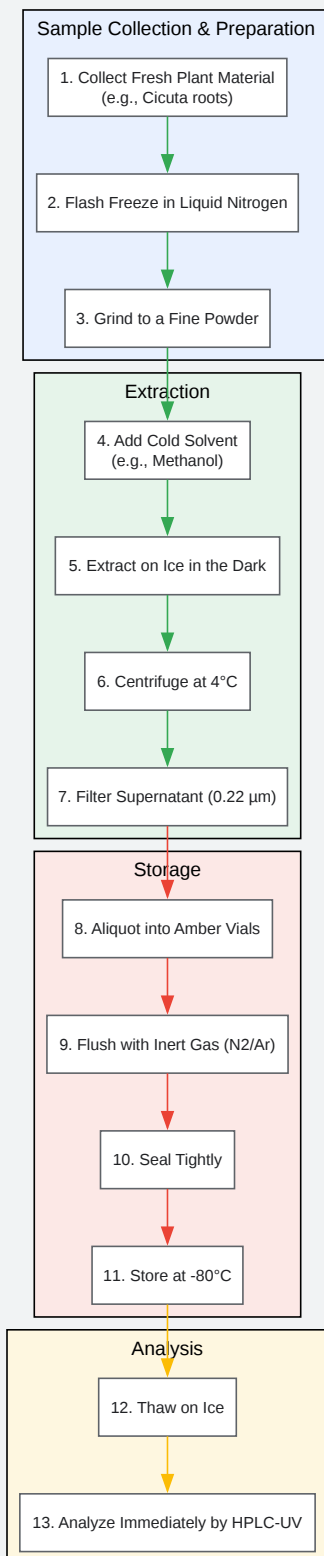 Sample Collection & Preparation
1. Collect Fresh Plant Material
(e.g., Cicuta roots)
2. Flash Freeze in Liquid Nitrogen
3. Grind to a Fine Powder
Extraction
4. Add Cold Solvent
(e.g., Methanol)
5. Extract on Ice in the Dark
6. Centrifuge at 4°C
7. Filter Supernatant (0.22 µm)
Storage
8. Aliquot into Amber Vials
9. Flush with Inert Gas (N2/Ar)
10. Seal Tightly
11. Store at -80°C
Analysis
12. Thaw on Ice
13. Analyze Immediately by HPLC-UV